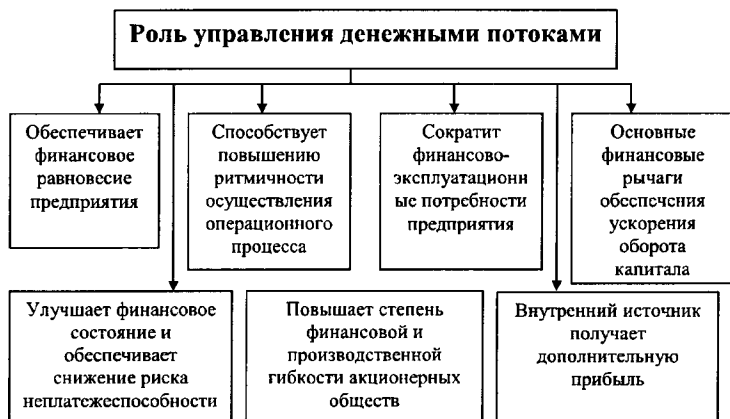 Роль управления денежными потоками
Обеспечивает
финансовое
равновесие
предприятия
Способствует
повышению
ритмичности
осуществления
операционного
процесса
Сократит
финансово-
эксплуатационн
ые потребности
предприятия
Основные
финансовые
рычаги
обеспечения
ускорения
оборота
капитала
Улучшает финансовое
состояние и
обеспечивает
снижение риска
неплатежеспособности
Повышает степень
финансовой и
производственной
гибкости акционерных
обществ
Внутренний источник
получает
дополнительную
прибыль